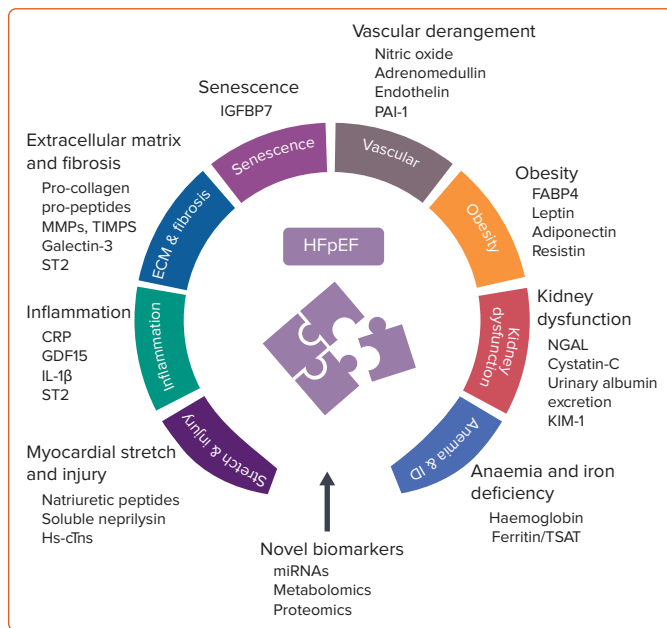 Vascular derangement
Nitric oxide
Adrenomedullin
Endothelin
PAI-1
Senescence
IGFBP7
Extracellular matrix
and fibrosis
Pro-collagen
pro-peptides
MMPs, TIMPS
Galectin-3
ST2
Inflammation
CRP
GDF15
IL-1β
ST2
Myocardial stretch
and injury
Natriuretic peptides
Soluble neprilysin
Hs-cTns
Novel biomarkers
miRNAs
Metabolomics
Proteomics
Obesity
FABP4
Leptin
Adiponectin
Resistin
Kidney
dysfunction
NGAL
Cystatin-C
Urinary albumin
excretion
KIM-1
Anaemia and iron
deficiency
Haemoglobin
Ferritin/TSAT
Stretch & injury
Inflammation
ECM & fibrosis
Senescence
Vascular
Obesity
Kidney
dysfunction
Anemia & ID
HFpEF